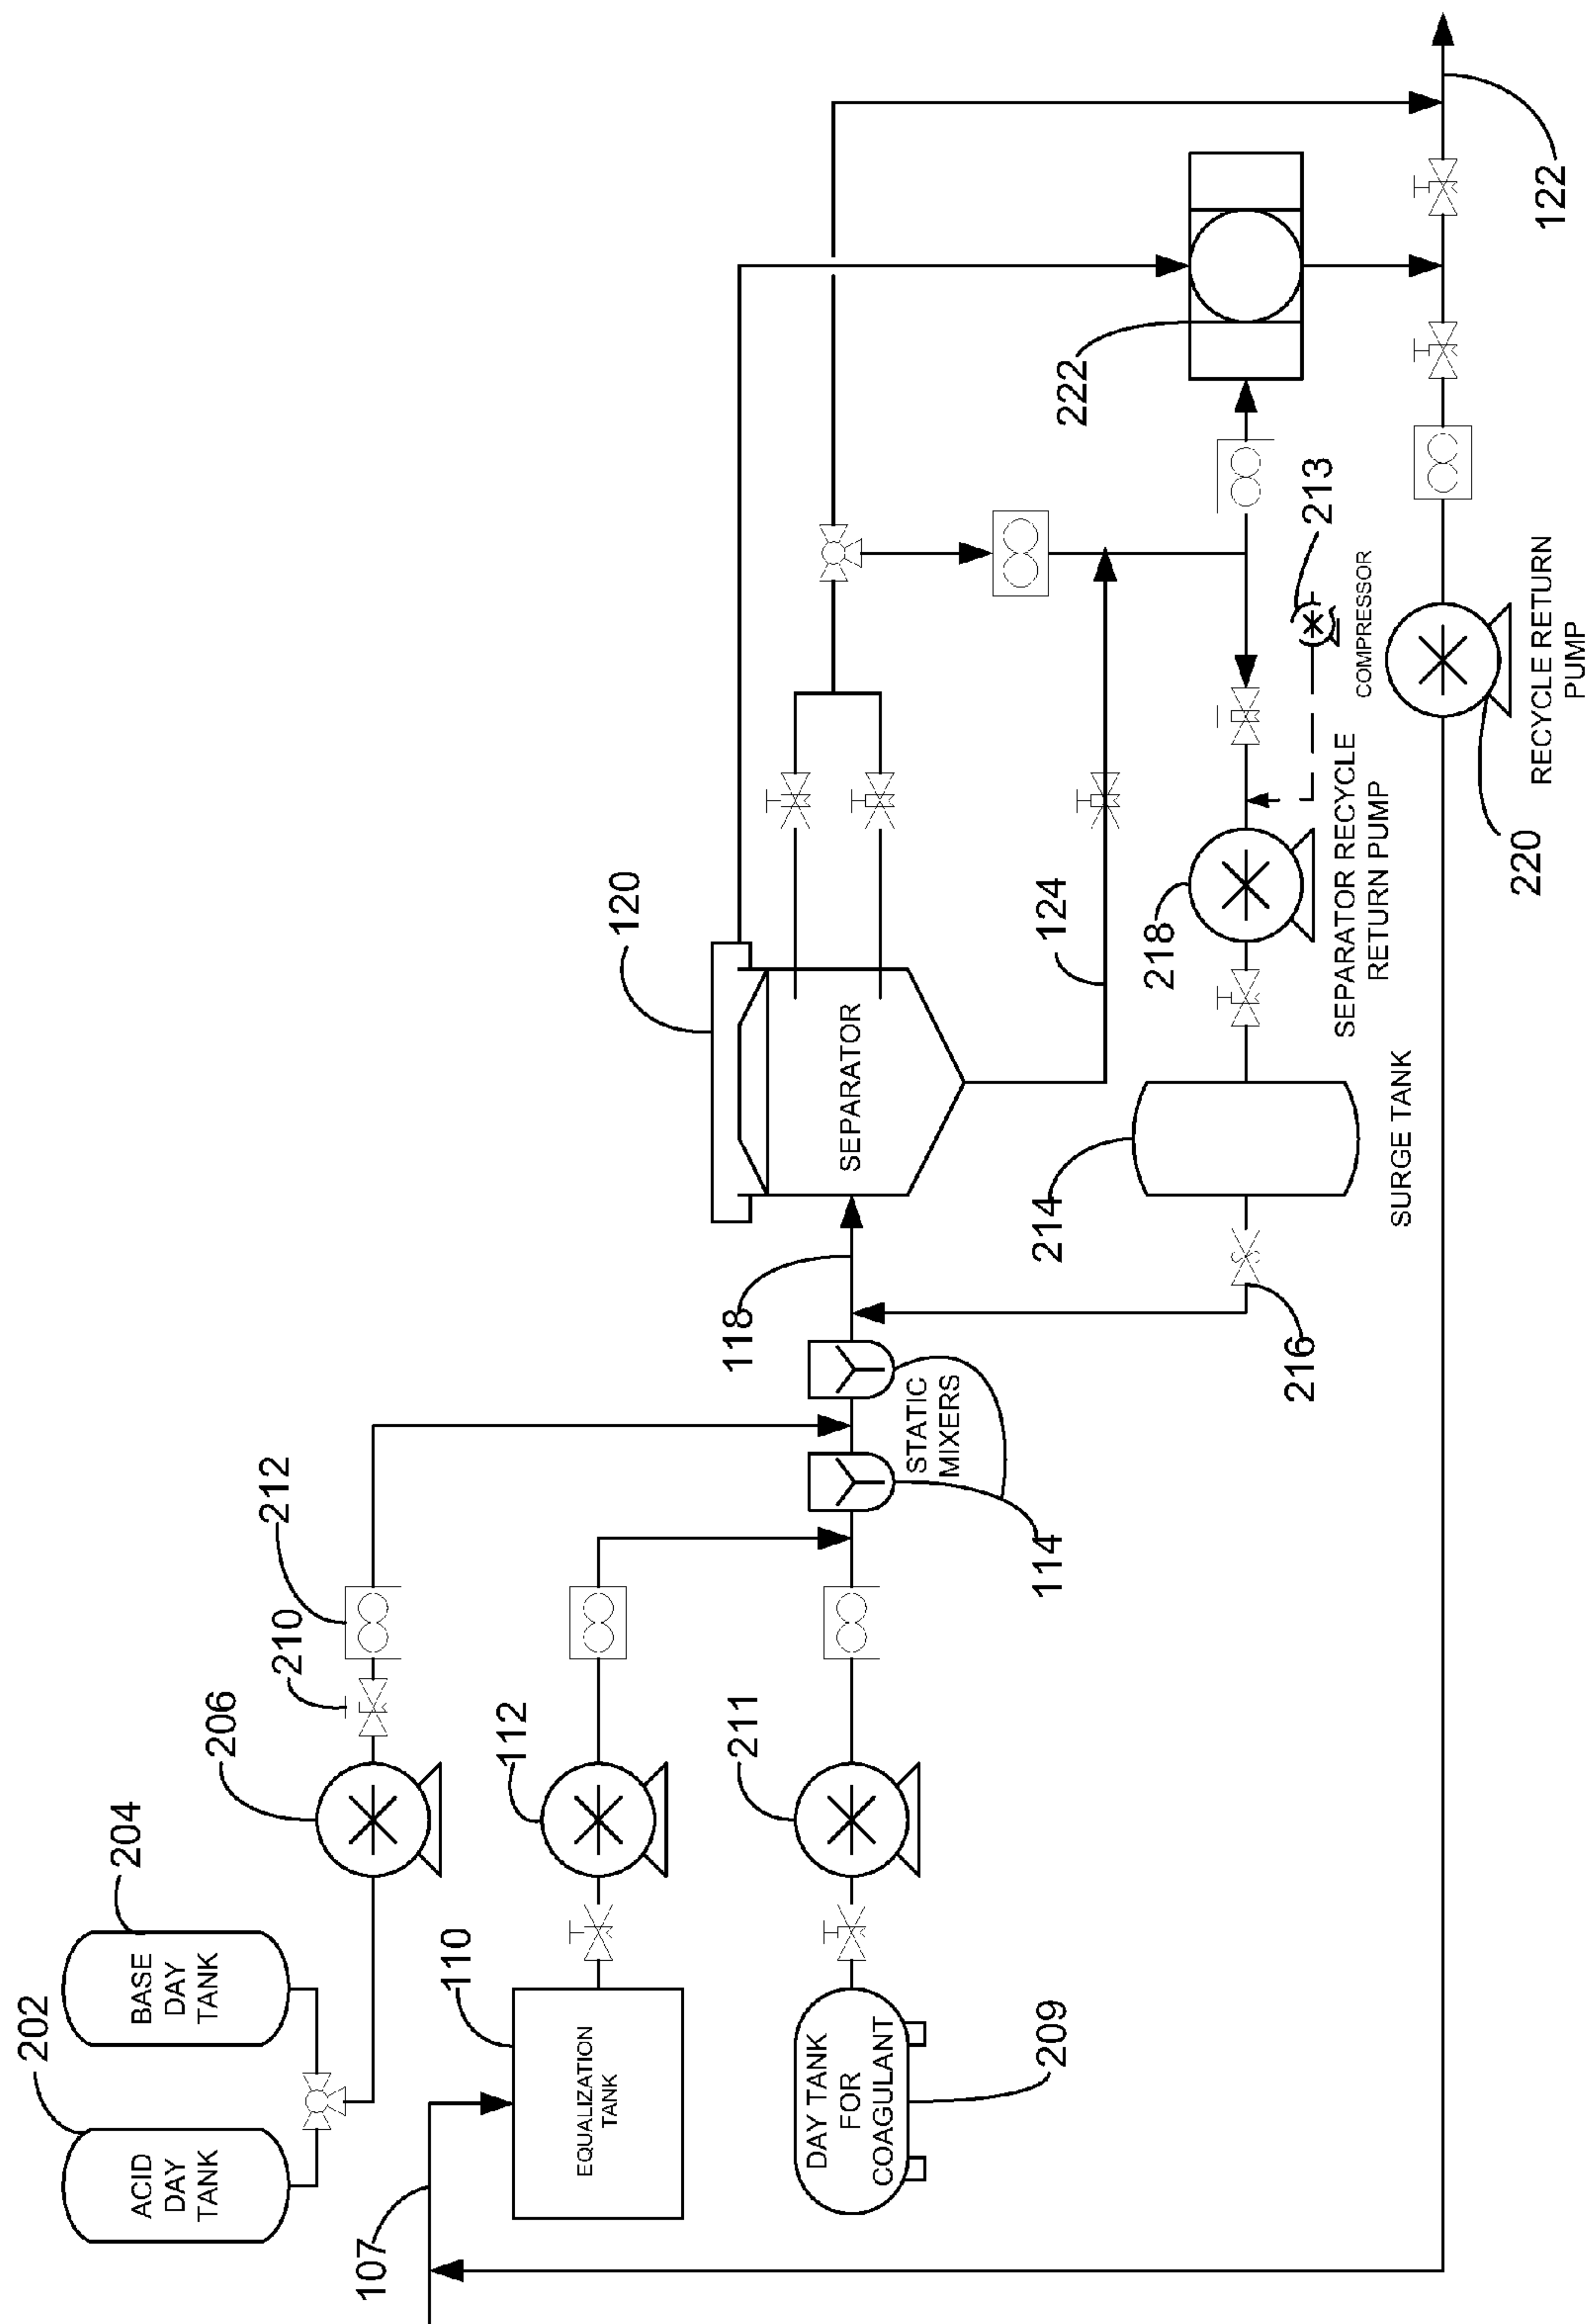 202
ACID
DAY
TANK
204
BASE
DAY
TANK
206
210
212
107
110
EQUALIZATION
TANK
112
209
DAY TANK
FOR
COAGULANT
211
114
STATIC
MIXERS
118
120
SEPARATOR
124
214
SURGE TANK
216
218
SEPARATOR RECYCLE
RETURN PUMP
213
COMPRESSOR
222
220
RECYCLE RETURN
PUMP
122